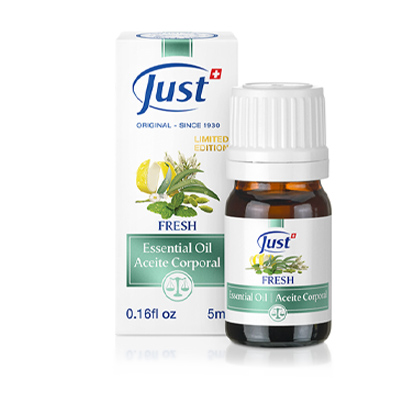 Just
ORIGINAL - SINCE 1930
LIMITED
EDITION
FRESH
Essential Oil
Aceite Corporal
0.16fl oz 5m
Just
FRESH
Essential Oil | Aceite Corporal